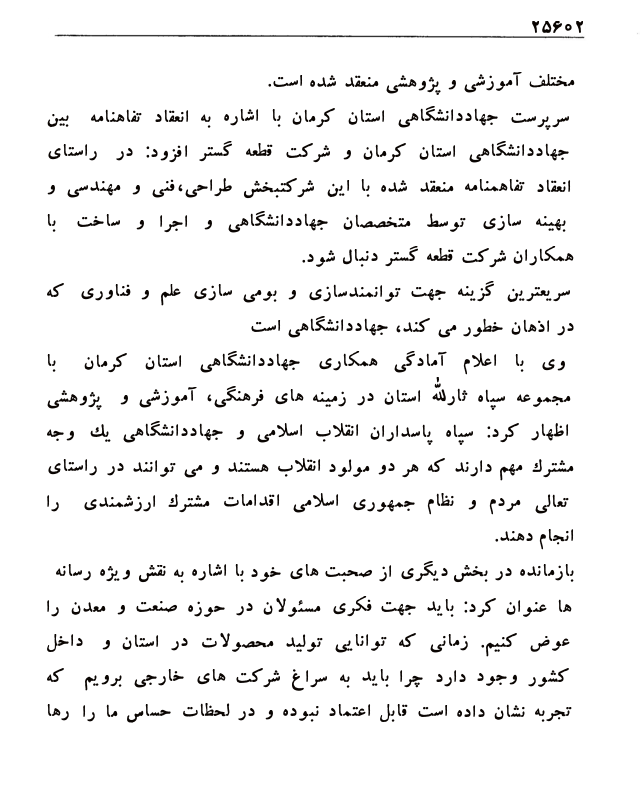 ۲۵۶۰۲
مختلف آموزشی و پژوهشی منعقد شده است.
سرپرست جهاددانشگاهی استان کرمان با اشاره به انعقاد تفاهنامه بین
جهاددانشگاهی استان کرمان و شرکت قطعه گستر افزود: در راستای
انعقاد تفاهمنامه منعقد شده با این شرکتبخش طراحی،فنی و مهندسی و
بهینه سازی توسط متخصصان جهاددانشگاهی و اجرا و ساخت با
همکاران شرکت قطعه گستر دنبال شود.
سریعترین گزینه جهت توانمندسازی و بومی سازی علم و فناوری که
در اذهان خطور می کند، جهاددانشگاهی است
وی با اعلام آمادگی همکاری جهاددانشگاهی استان کرمان با
مجموعه سپاه ثارالله استان در زمینه های فرهنگی، آموزشی و پژوهشی
اظهار کرد: سپاه پاسداران انقلاب اسلامی و جهاددانشگاهی یك وجه
مشترك مهم دارند که هر دو مولود انقلاب هستند و می توانند در راستای
تعالی مردم و نظام جمهوری اسلامی اقدامات مشترك ارزشمندی را
انجام دهند.
بازمانده در بخش دیگری از صحبت های خود با اشاره به نقش ویژه رسانه
ها عنوان کرد: باید جهت فکری مسئولان در حوزه صنعت و معدن را
عوض کنیم. زمانی که توانایی تولید محصولات در استان و داخل
کشور وجود دارد چرا باید به سراغ شرکت های خارجی برویم که
تجربه نشان داده است قابل اعتماد نبوده و در لحظات حساس ما را رها